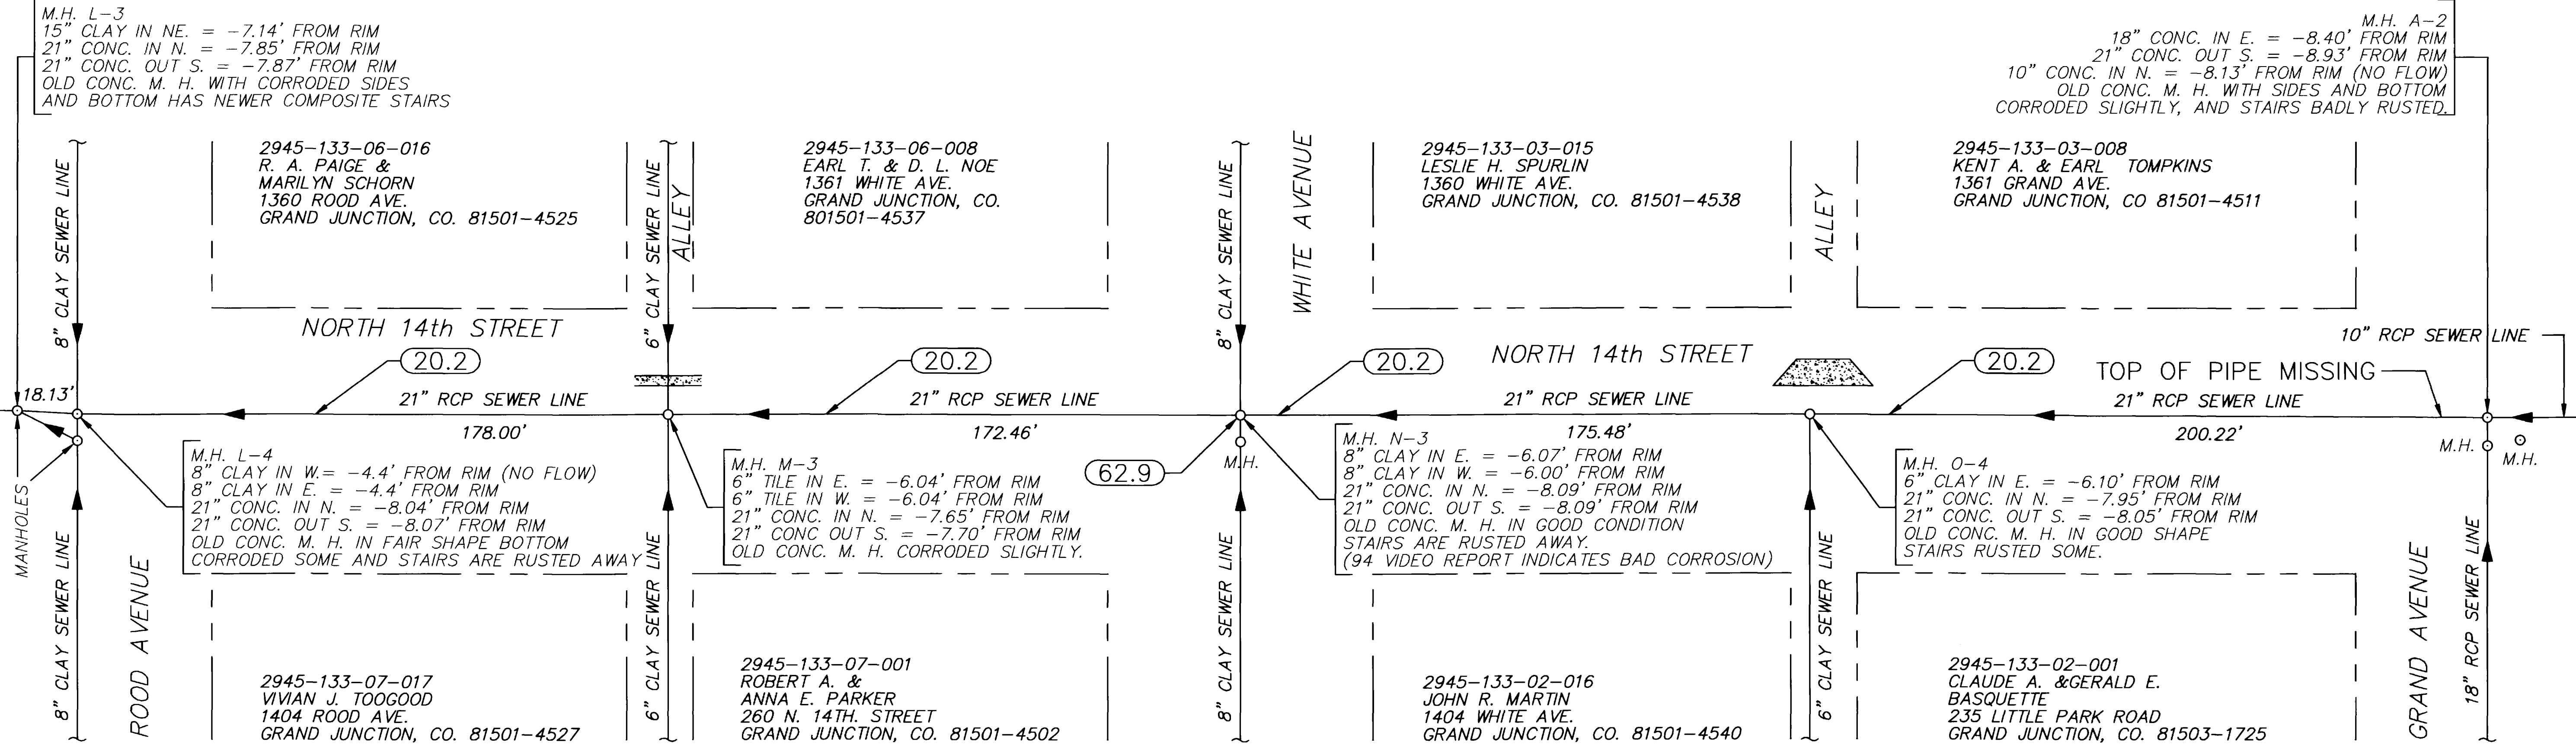 M.H. L-3
15" CLAY IN NE. = -7.14' FROM RIM
21" CONC. IN N. = -7.85' FROM RIM
21" CONC. OUT S. = -7.87' FROM RIM
OLD CONC. M. H. WITH CORRODED SIDES
AND BOTTOM HAS NEWER COMPOSITE STAIRS
M.H. A-2
18" CONC. IN E. = -8.40' FROM RIM
21" CONC. OUT S. = -8.93' FROM RIM
10" CONC. IN N. = -8.13' FROM RIM (NO FLOW)
OLD CONC. M. H. WITH SIDES AND BOTTOM
CORRODED SLIGHTLY, AND STAIRS BADLY RUSTED.
8" CLAY SEWER LINE
2945-133-06-016
R. A. PAIGE &
MARILYN SCHORN
1360 ROOD AVE.
GRAND JUNCTION, CO. 81501-4525
6" CLAY SEWER LINE
ALLEY
2945-133-06-008
EARL T. & D. L. NOE
1361 WHITE AVE.
GRAND JUNCTION, CO.
801501-4537
8" CLAY SEWER LINE
WHITE AVENUE
2945-133-03-015
LESLIE H. SPURLIN
1360 WHITE AVE.
GRAND JUNCTION, CO. 81501-4538
ALLEY
2945-133-03-008
KENT A. & EARL TOMPKINS
1361 GRAND AVE.
GRAND JUNCTION, CO 81501-4511
NORTH 14th STREET
NORTH 14th STREET
10" RCP SEWER LINE
20.2
20.2
20.2
20.2
TOP OF PIPE MISSING
18.13'
21" RCP SEWER LINE
21" RCP SEWER LINE
21" RCP SEWER LINE
21" RCP SEWER LINE
178.00'
172.46'
175.48'
200.22'
MANHOLES
M.H. L-4
8" CLAY IN W.= -4.4' FROM RIM (NO FLOW)
8" CLAY IN E. = -4.4' FROM RIM
21" CONC. IN N. = -8.04' FROM RIM
21" CONC. OUT S. = -8.07' FROM RIM
OLD CONC. M. H. IN FAIR SHAPE BOTTOM
CORRODED SOME AND STAIRS ARE RUSTED AWAY
M.H. M-3
6" TILE IN E. = -6.04' FROM RIM
6" TILE IN W. = -6.04' FROM RIM
21" CONC. IN N. = -7.65' FROM RIM
21" CONC OUT S. = -7.70' FROM RIM
OLD CONC. M. H. CORRODED SLIGHTLY.
62.9
M.H.
M.H. N-3
8" CLAY IN E. = -6.07' FROM RIM
8" CLAY IN W. = -6.00' FROM RIM
21" CONC. IN N. = -8.09' FROM RIM
21" CONC. OUT S. = -8.09' FROM RIM
OLD CONC. M. H. IN GOOD CONDITION
STAIRS ARE RUSTED AWAY.
(94 VIDEO REPORT INDICATES BAD CORROSION)
M.H. O-4
6" CLAY IN E. = -6.10' FROM RIM
21" CONC. IN N. = -7.95' FROM RIM
21" CONC. OUT S. = -8.05' FROM RIM
OLD CONC. M. H. IN GOOD SHAPE
STAIRS RUSTED SOME.
M.H.
M.H.
8" CLAY SEWER LINE
ROOD AVENUE
2945-133-07-017
VIVIAN J. TOOGOOD
1404 ROOD AVE.
GRAND JUNCTION, CO. 81501-4527
6" CLAY SEWER LINE
2945-133-07-001
ROBERT A. &
ANNA E. PARKER
260 N. 14TH. STREET
GRAND JUNCTION, CO. 81501-4502
8" CLAY SEWER LINE
2945-133-02-016
JOHN R. MARTIN
1404 WHITE AVE.
GRAND JUNCTION, CO. 81501-4540
6" CLAY SEWER LINE
2945-133-02-001
CLAUDE A. &GERALD E.
BASQUETTE
235 LITTLE PARK ROAD
GRAND JUNCTION, CO. 81503-1725
GRAND AVENUE
18" RCP SEWER LINE